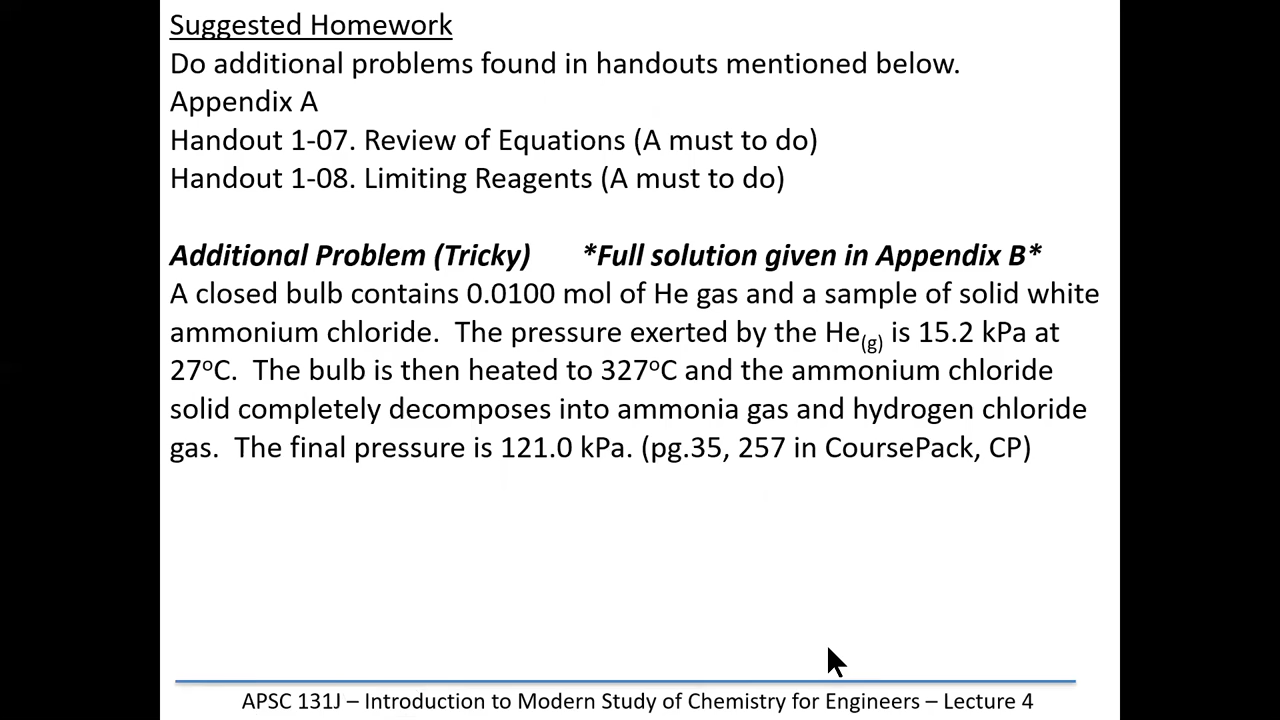 Suggested Homework
Do additional problems found in handouts mentioned below.
Appendix A
Handout 1-07. Review of Equations (A must to do)
Handout 1-08. Limiting Reagents (A must to do)
Additional Problem (Tricky) *Full solution given in Appendix B*
A closed bulb contains 0.0100 mol of He gas and a sample of solid white
ammonium chloride. The pressure exerted by the He(g) is 15.2 kPa at
27oC. The bulb is then heated to 327oC and the ammonium chloride
solid completely decomposes into ammonia gas and hydrogen chloride
gas. The final pressure is 121.0 kPa. (pg.35, 257 in CoursePack, CP)
APSC 131J – Introduction to Modern Study of Chemistry for Engineers – Lecture 4